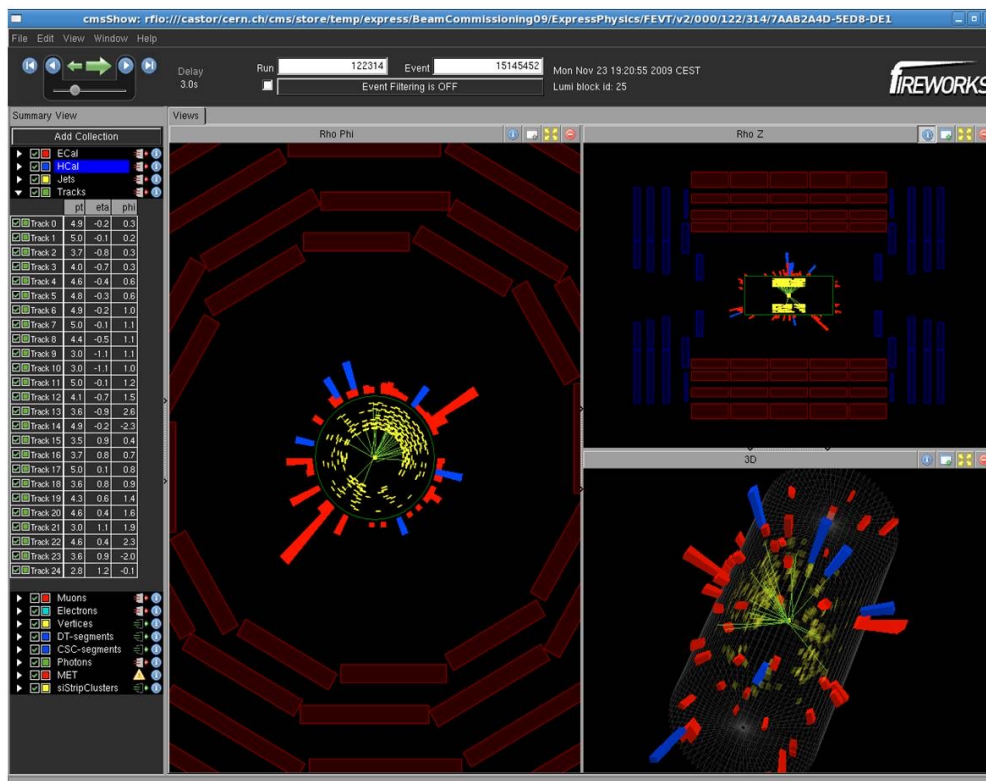 cmsShow: rfio:///castor/cern.ch/cms/store/temp/express/BeamCommissioning09/ExpressPhysics/FEVT/v2/000/122/314/7AAB2A4D-5ED8-DE1
File Edit View Window Help
Delay
3.0s
Run 122314 Event 15145452
Event Filtering is OFF
Mon Nov 23 19:20:55 2009 CEST
Lumi block id: 25
FIREWORKS
Summary View
Add Collection
ECal
HCal
Jets
Tracks
pt eta phi
Track 0 4.9 -0.2 0.3
Track 1 5.0 -0.1 0.2
Track 2 3.7 -0.8 0.3
Track 3 4.0 -0.7 0.3
Track 4 4.6 -0.4 0.6
Track 5 4.8 -0.3 0.6
Track 6 4.9 -0.2 1.0
Track 7 5.0 -0.1 1.1
Track 8 4.4 -0.5 1.1
Track 9 3.0 -1.1 1.1
Track 10 3.0 -1.1 1.0
Track 11 5.0 -0.1 1.2
Track 12 4.1 -0.7 1.5
Track 13 3.6 -0.9 2.6
Track 14 4.9 -0.2 -2.3
Track 15 3.5 0.9 0.4
Track 16 3.7 0.8 0.7
Track 17 5.0 0.1 0.8
Track 18 3.6 0.8 0.9
Track 19 4.3 0.6 1.4
Track 20 4.6 0.4 1.6
Track 21 3.0 1.1 1.9
Track 22 4.6 0.4 2.3
Track 23 3.6 0.9 -2.0
Track 24 2.8 1.2 -0.1
Muons
Electrons
Vertices
DT-segments
CSC-segments
Photons
MET
siStripClusters
Views
Rho Phi
Rho Z
3D